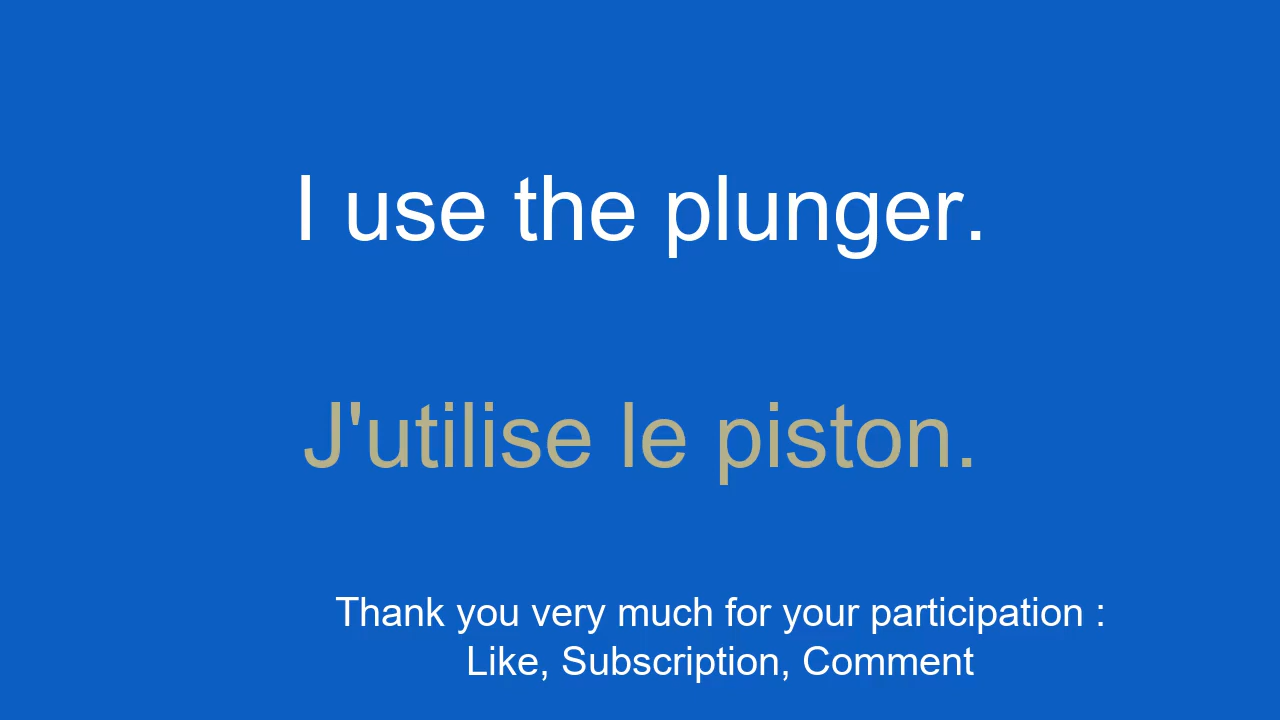 I use the plunger.
J'utilise le piston.
Thank you very much for your participation :
Like, Subscription, Comment